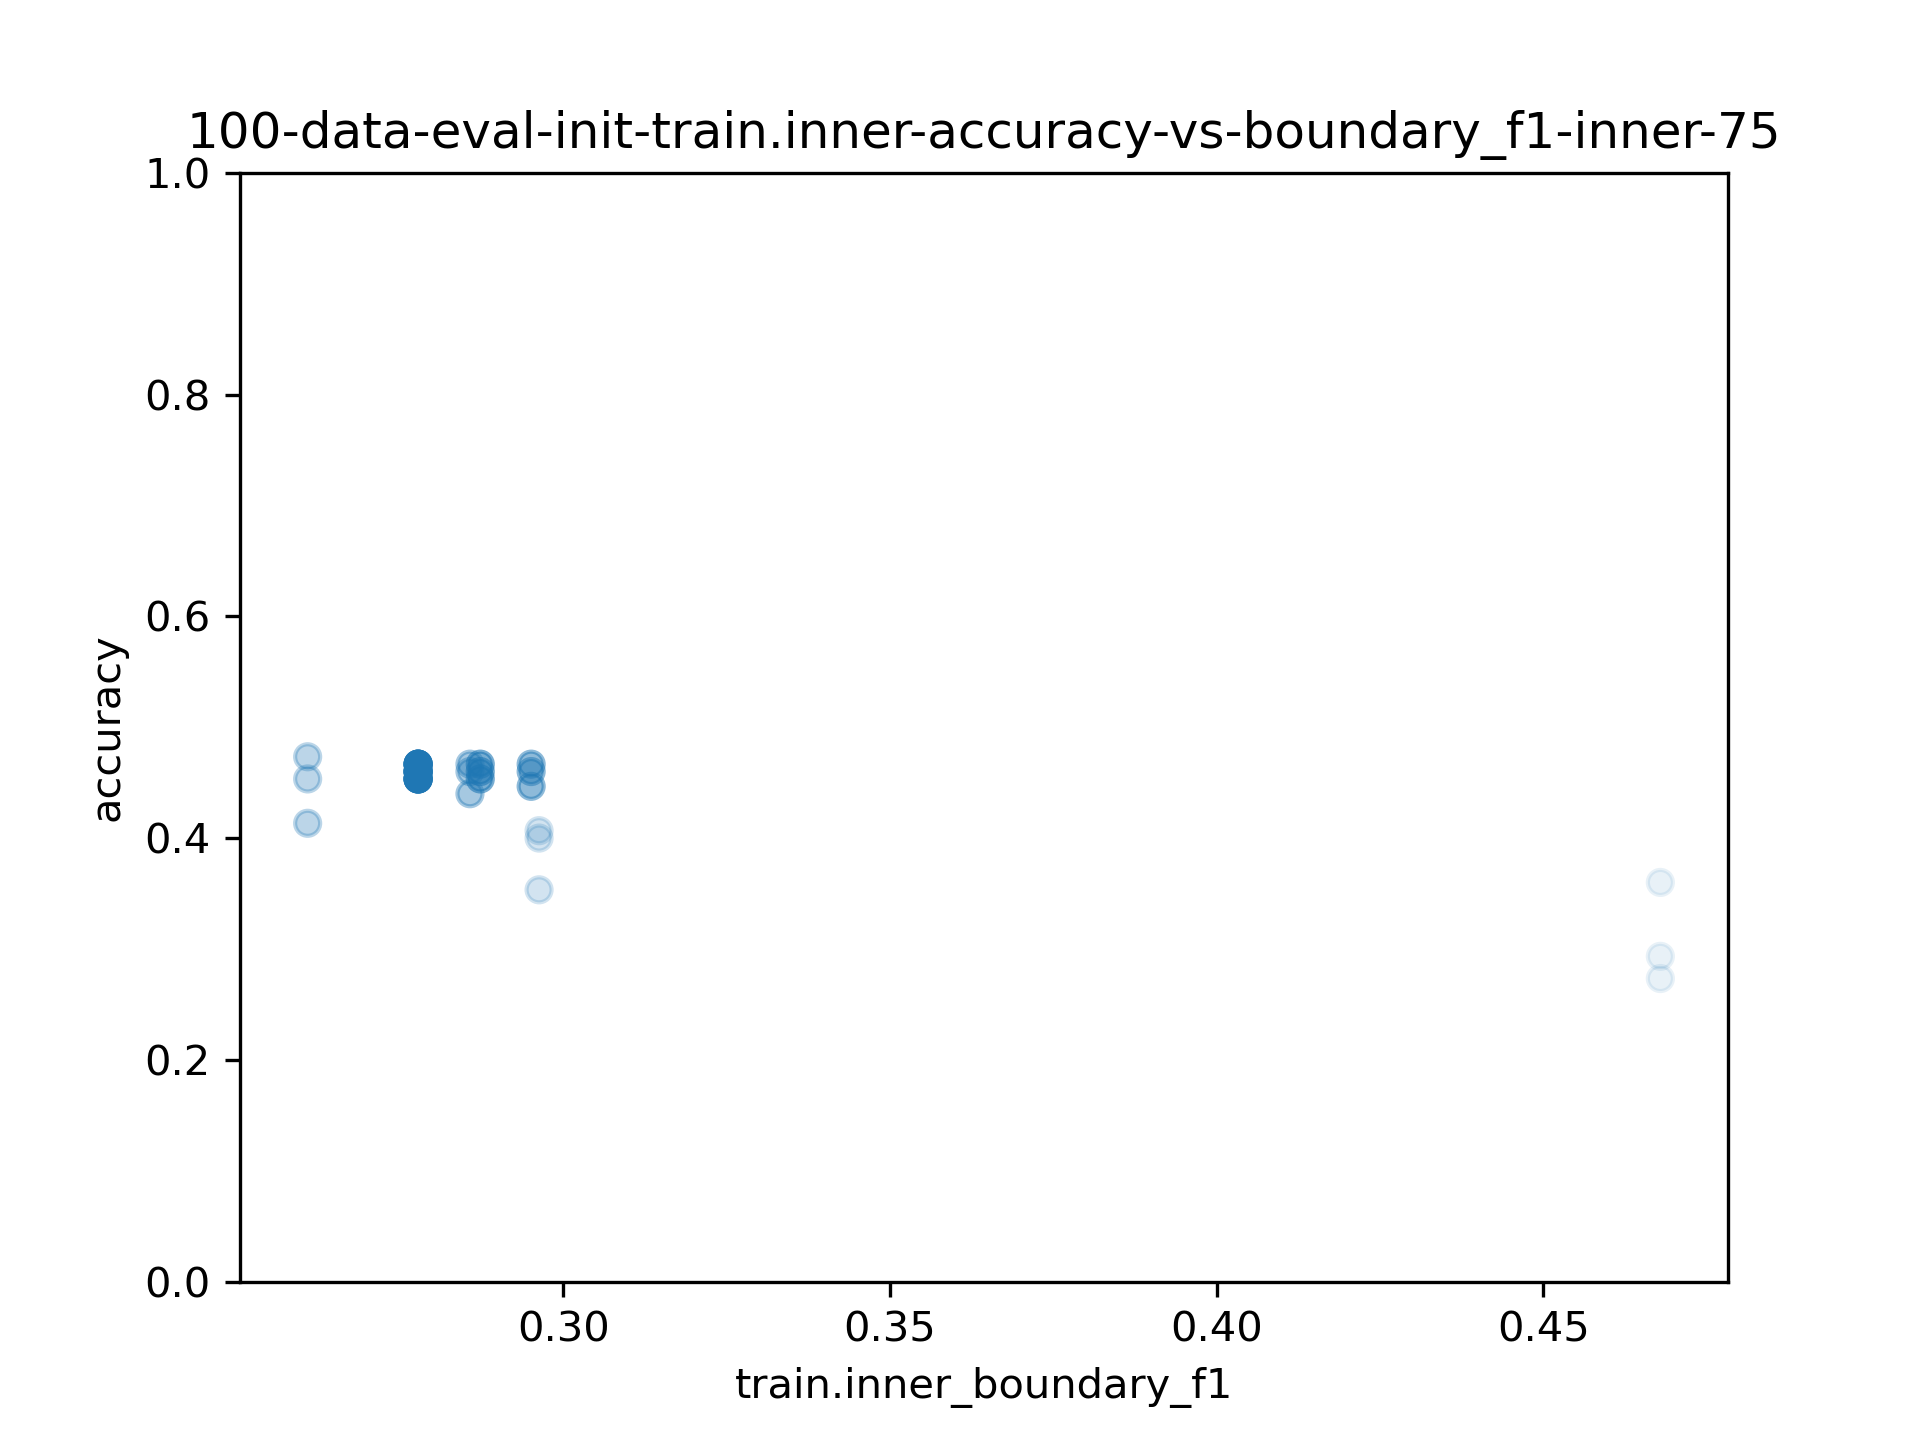 100-data-eval-init-train.inner-accuracy-vs-boundary_f1-inner-75
1.0
0.8
0.6
0.4
0.2
0.0
accuracy
0.30 0.35 0.40 0.45
train.inner_boundary_f1